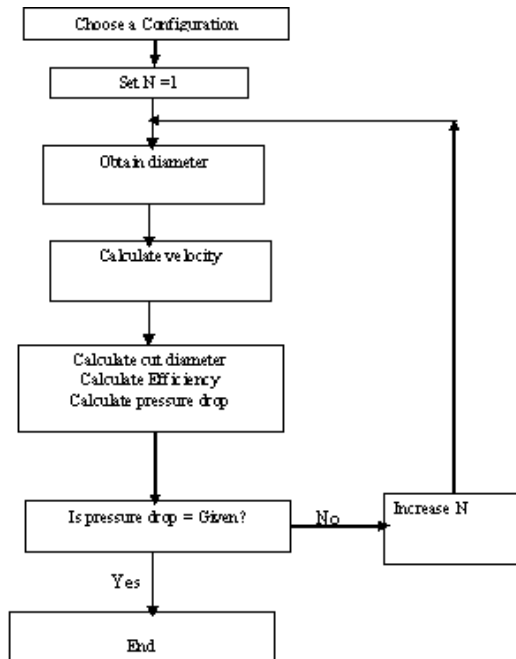 Choose a Configuration
Set N =1
Obtain diameter
Calculate velocity
Calculate cut diameter
Calculate Efficiency
Calculate pressure drop
Is pressure drop = Given?
No
Increase N
Yes
End